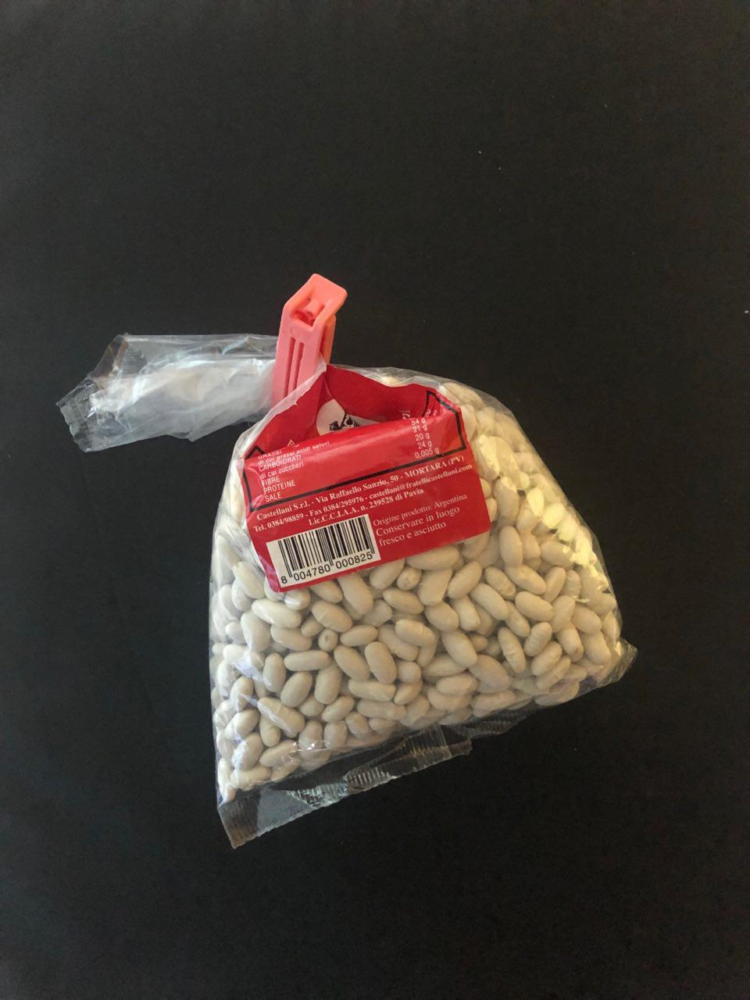 GRASSI
di cui grassi acidi saturi
CARBOIDRATI 54 g
di cui zuccheri 21 g
FIBRE 20 g
PROTEINE 24 g
SALE 0,005 g
Castellani S.r.l. - Via Raffaello Sanzio, 50 - MORTARA (PV)
Tel. 0384/98859 - Fax 0384/295976 - castellani@fratellicastellani.com
Lic.C.C.I.A.A. n. 239528 di Pavia
Origine prodotto: Argentina
Conservare in luogo
fresco e asciutto
8 004780 000825